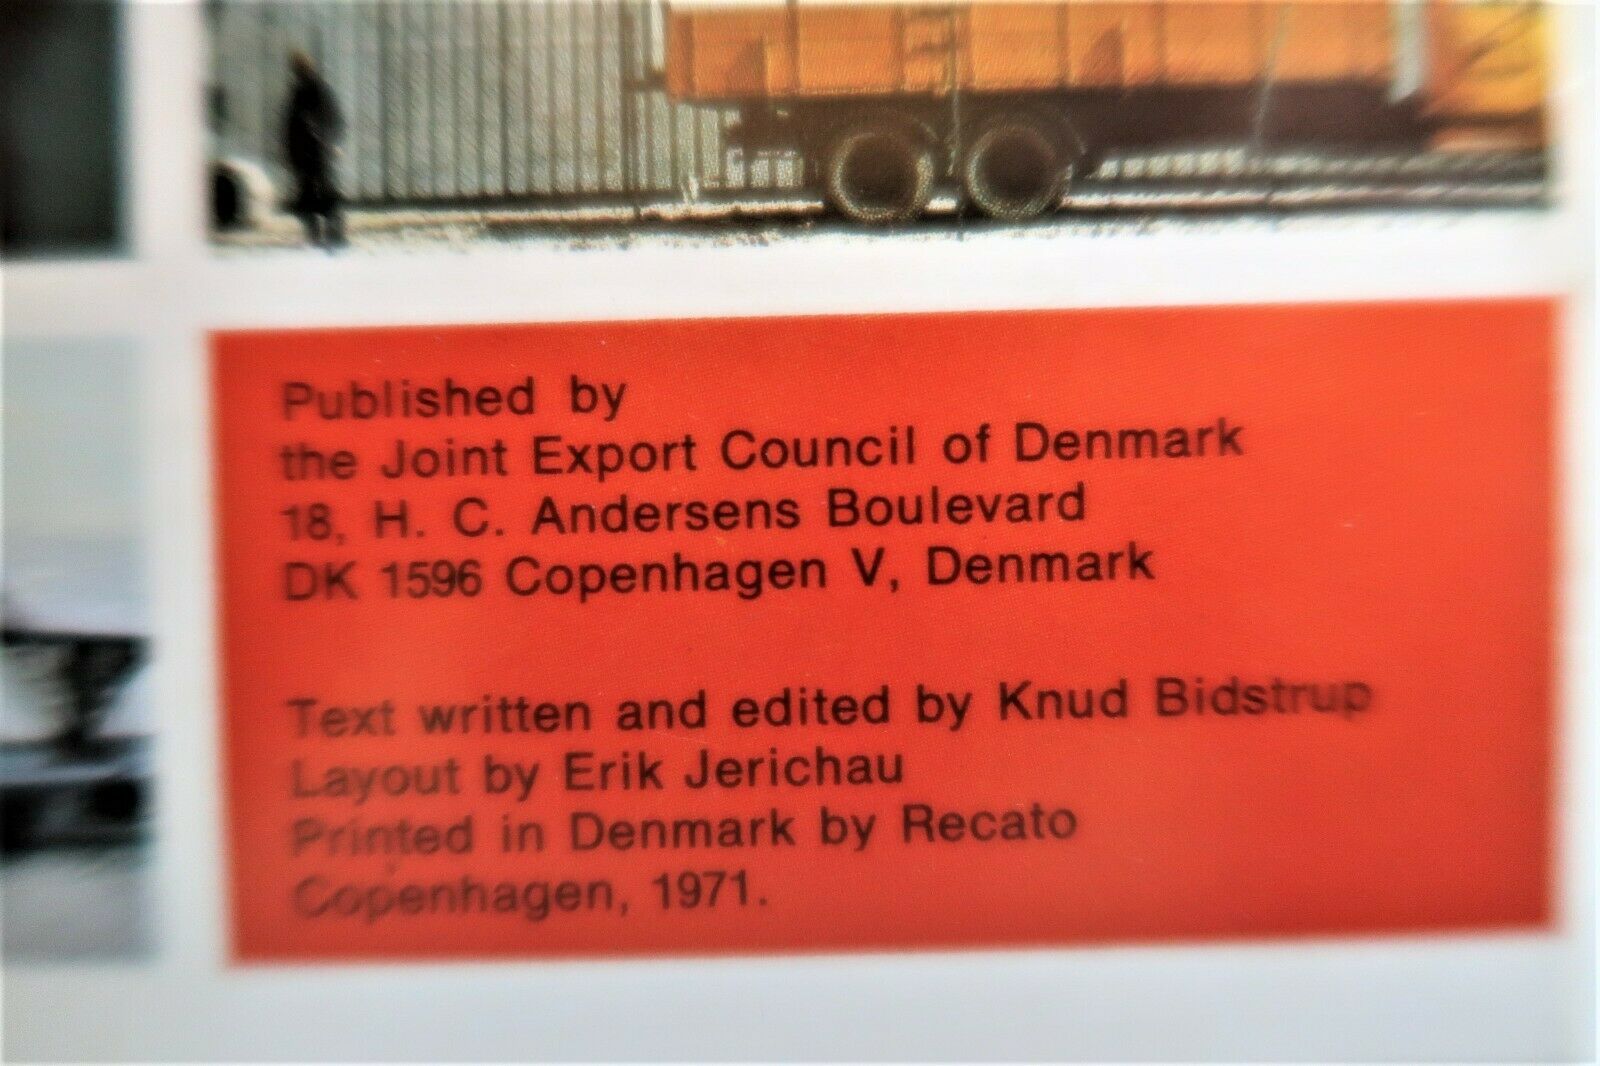 Published by
the Joint Export Council of Denmark
18, H. C. Andersens Boulevard
DK 1596 Copenhagen V, Denmark
Text written and edited by Knud Bidstrup
Layout by Erik Jerichau
Printed in Denmark by Recato
Copenhagen, 1971.